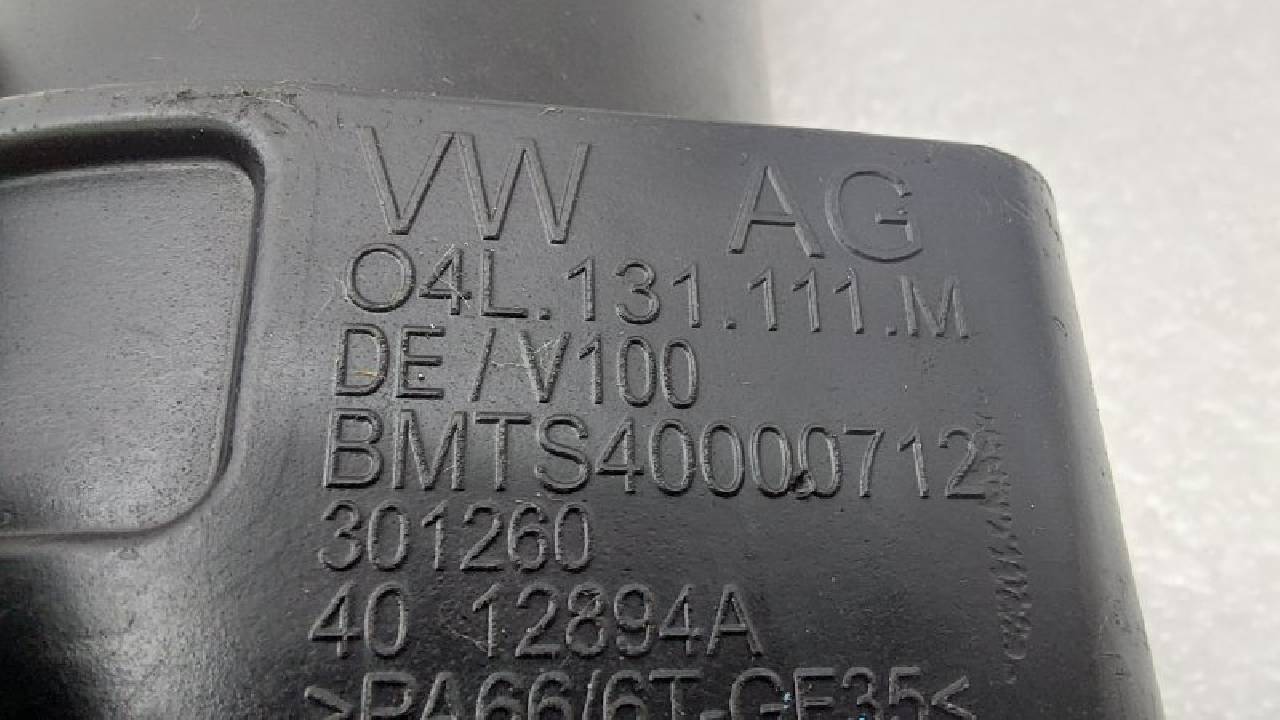 VW AG
04L.131.111.M
DE/V100
BMTS40000712
301260
40 12894A
>PA66/6T-GF35<